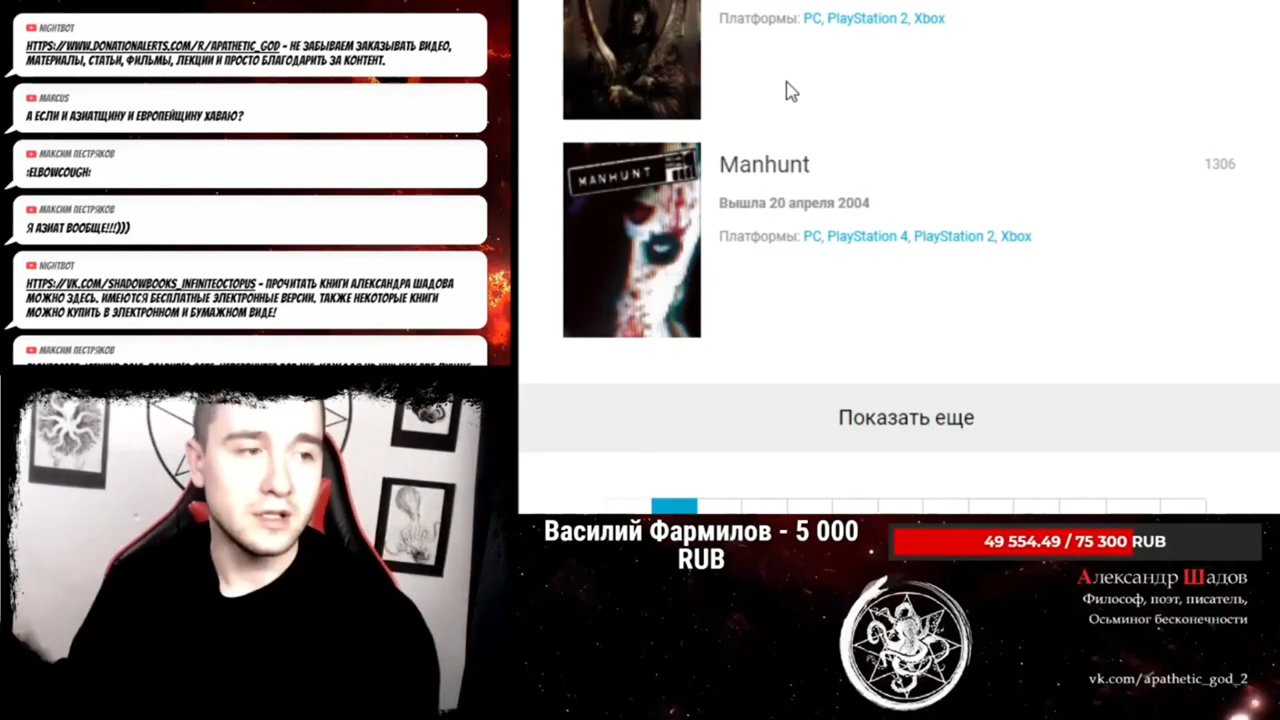 NIGHTBOT
HTTPS://WWW.DONATIONALERTS.COM/R/APATHETIC_GOD - НЕ ЗАБЫВАЕМ ЗАКАЗЫВАТЬ ВИДЕО,
МАТЕРИАЛЫ, СТАТЬИ, ФИЛЬМЫ, ЛЕКЦИИ И ПРОСТО БЛАГОДАРИТЬ ЗА КОНТЕНТ.
MARCUS
А ЕСЛИ И АЗИАТЩИНУ И ЕВРОПЕЙЩИНУ ХАВАЮ?
МАКСИМ ПЕСТРЯКОВ
:ELBOWCOUGH:
МАКСИМ ПЕСТРЯКОВ
Я АЗИАТ ВООБЩЕ!!!)))
NIGHTBOT
HTTPS://VK.COM/SHADOWBOOKS_INFINITEOCTOPUS - ПРОЧИТАТЬ КНИГИ АЛЕКСАНДРА ШАДОВА
МОЖНО ЗДЕСЬ. ИМЕЮТСЯ БЕСПЛАТНЫЕ ЭЛЕКТРОННЫЕ ВЕРСИИ. ТАКЖЕ НЕКОТОРЫЕ КНИГИ
МОЖНО КУПИТЬ В ЭЛЕКТРОННОМ И БУМАЖНОМ ВИДЕ!
МАКСИМ ПЕСТРЯКОВ
Платформы: PC, PlayStation 2, Xbox
MANHUNT
Manhunt
1306
Вышла 20 апреля 2004
Платформы: PC, PlayStation 4, PlayStation 2, Xbox
Показать еще
Василий Фармилов - 5 000
RUB
49 554.49 / 75 300 RUB
Александр Шадов
Философ, поэт, писатель,
Осьминог бесконечности
vk.com/apathetic_god_2